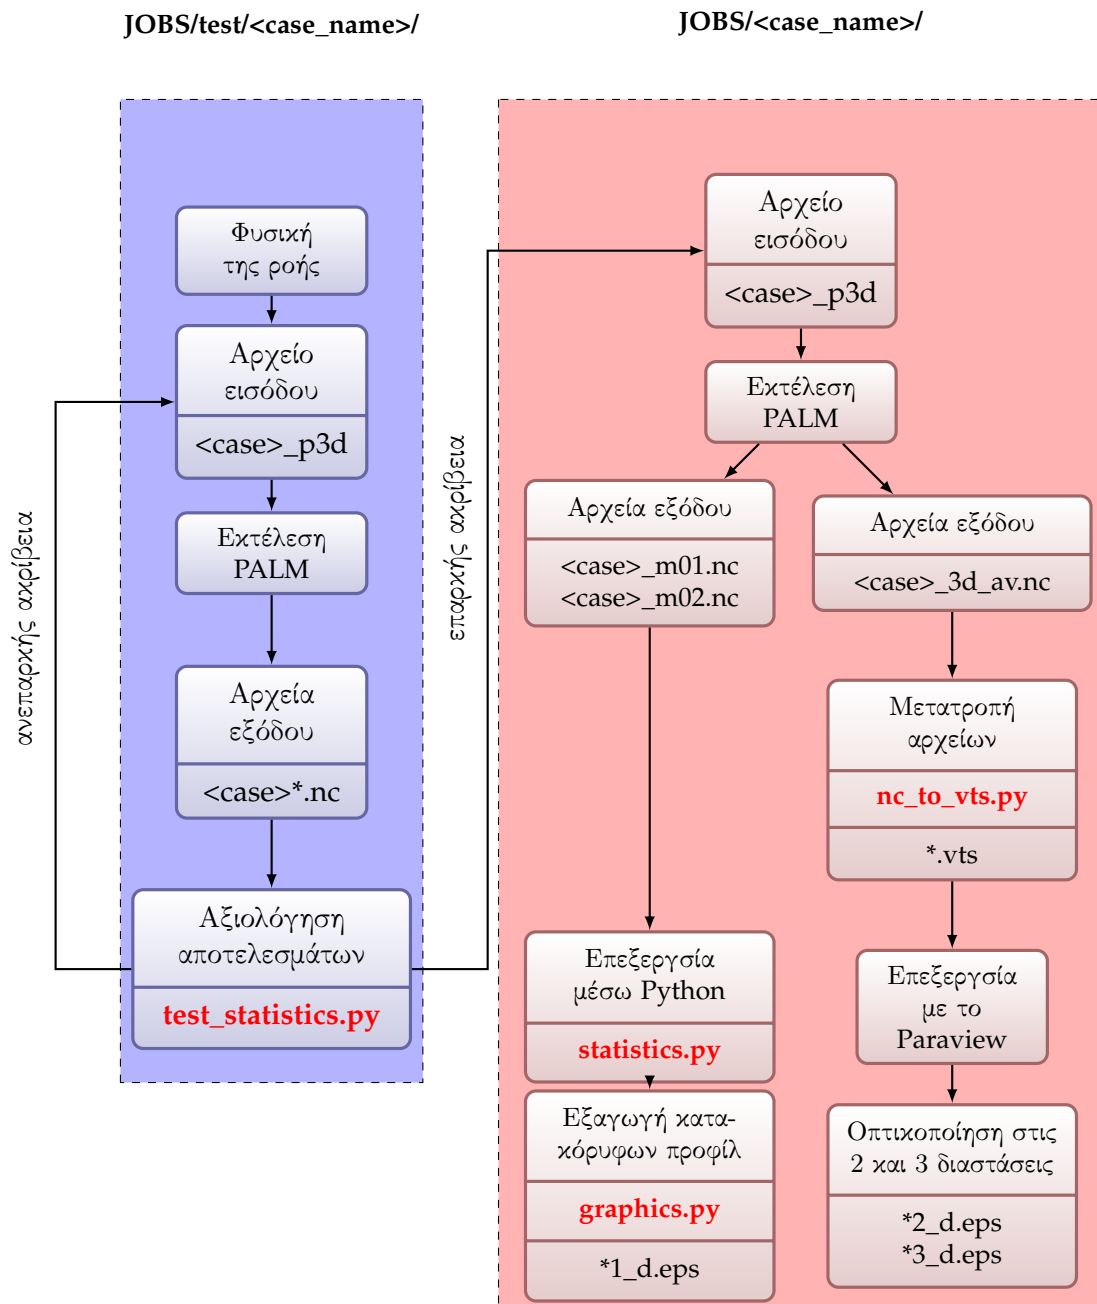 JOBS/test/<case_name>/
Φυσική
της ροής
Αρχείο
εισόδου
<case>_p3d
Εκτέλεση
PALM
Αρχεία
εξόδου
<case>*.nc
Αξιολόγηση
αποτελεσμάτων
test_statistics.py
ανεπαρκής ακρίβεια
επαρκής ακρίβεια
JOBS/<case_name>/
Αρχείο
εισόδου
<case>_p3d
Εκτέλεση
PALM
Αρχεία εξόδου
<case>_m01.nc
<case>_m02.nc
Επεξεργσία
μέσω Python
statistics.py
Εξαγωγή κατα-
κόρυφων προφίλ
graphics.py
*1_d.eps
Αρχεία εξόδου
<case>_3d_av.nc
Μετατροπή
αρχείων
nc_to_vts.py
*.vts
Επεξεργσία
με το
Paraview
Οπτικοποίηση στις
2 και 3 διαστάσεις
*2_d.eps
*3_d.eps